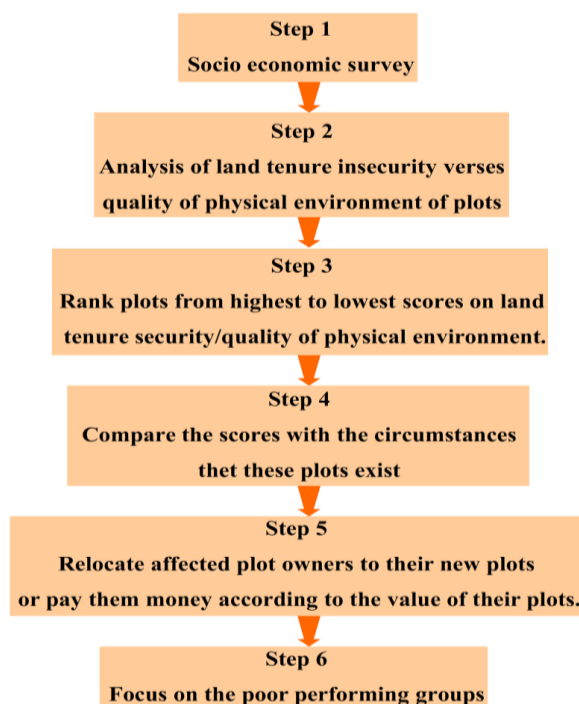 Step 1
Socio economic survey
Step 2
Analysis of land tenure insecurity verses
quality of physical environment of plots
Step 3
Rank plots from highest to lowest scores on land
tenure security/quality of physical environment.
Step 4
Compare the scores with the circumstances
thet these plots exist
Step 5
Relocate affected plot owners to their new plots
or pay them money according to the value of their plots.
Step 6
Focus on the poor performing groups